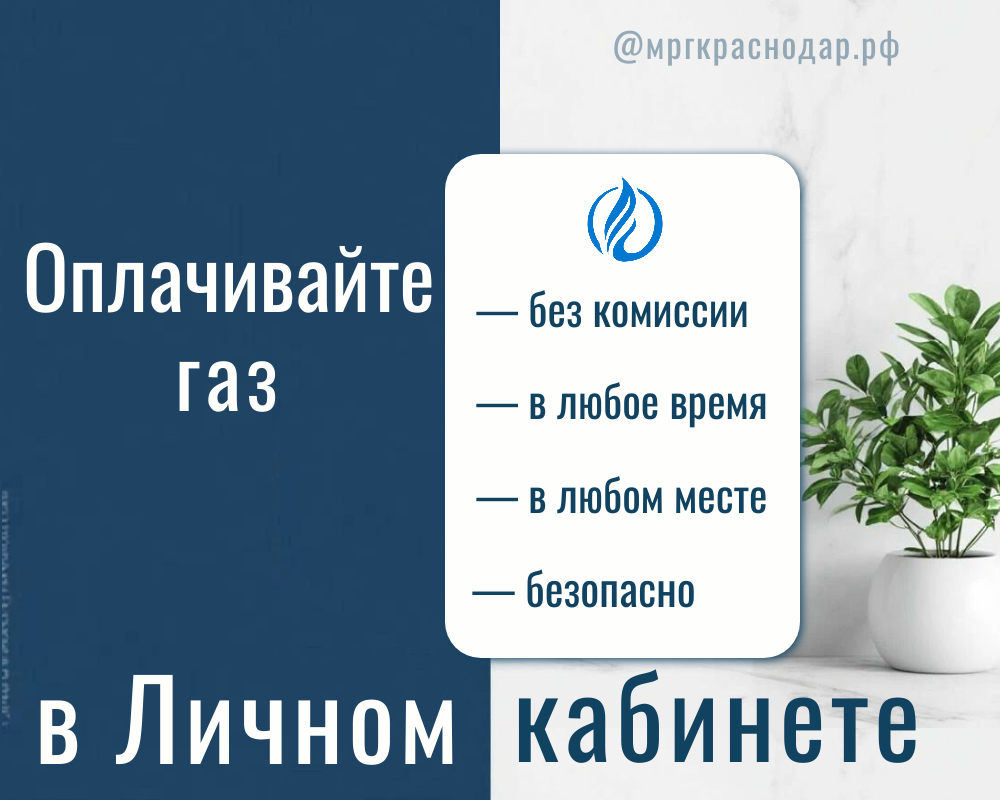 @мргкраснодар.рф
Оплачивайте
газ
— без комиссии
— в любое время
— в любом месте
— безопасно
в Личном кабинете